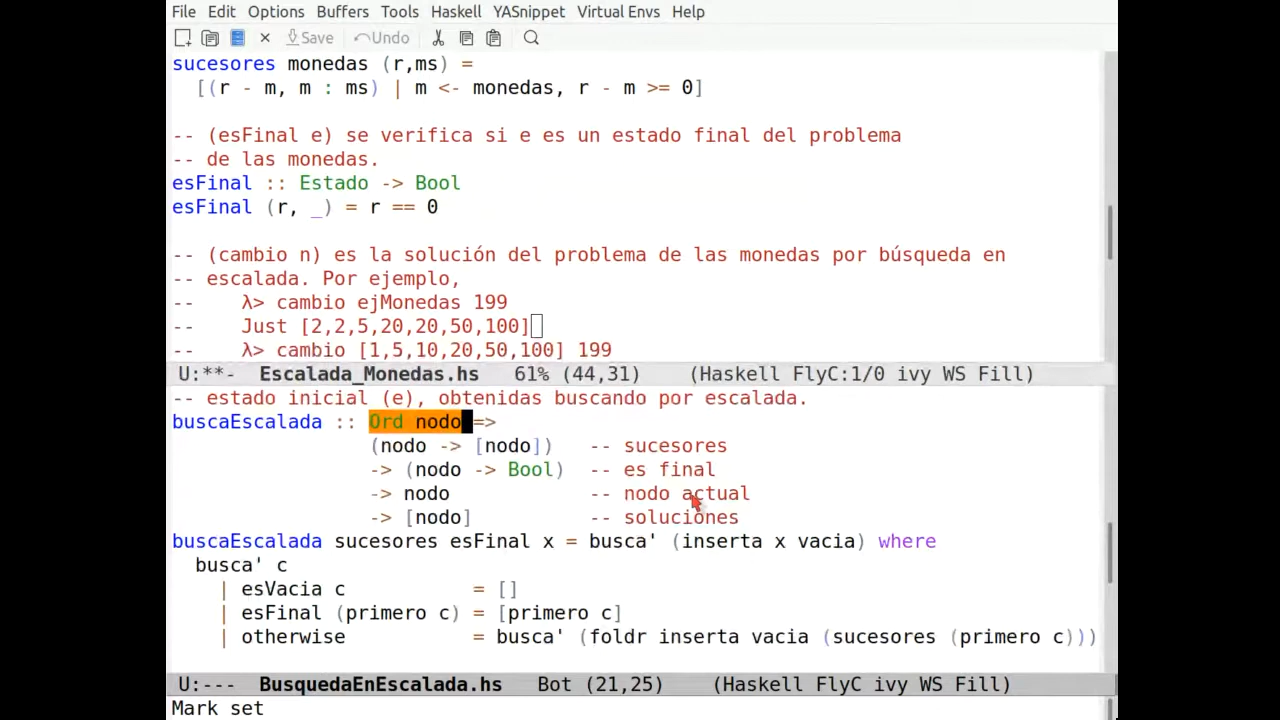 File Edit Options Buffers Tools Haskell YASnippet Virtual Envs Help
Save Undo
sucesores monedas (r,ms) =
  [(r - m, m : ms) | m <- monedas, r - m >= 0]
-- (esFinal e) se verifica si e es un estado final del problema
-- de las monedas.
esFinal :: Estado -> Bool
esFinal (r, _) = r == 0
-- (cambio n) es la solución del problema de las monedas por búsqueda en
-- escalada. Por ejemplo,
--    λ> cambio ejMonedas 199
--    Just [2,2,5,20,20,50,100]
--    λ> cambio [1,5,10,20,50,100] 199
U:**-  Escalada_Monedas.hs   61% (44,31)    (Haskell FlyC:1/0 ivy WS Fill)
-- estado inicial (e), obtenidas buscando por escalada.
buscaEscalada :: Ord nodo =>
                 (nodo -> [nodo])   -- sucesores
                 -> (nodo -> Bool)  -- es final
                 -> nodo            -- nodo actual
                 -> [nodo]          -- soluciones
buscaEscalada sucesores esFinal x = busca' (inserta x vacia) where
  busca' c
    | esVacia c           = []
    | esFinal (primero c) = [primero c]
    | otherwise           = busca' (foldr inserta vacia (sucesores (primero c)))
U:---  BusquedaEnEscalada.hs   Bot (21,25)    (Haskell FlyC ivy WS Fill)
Mark set